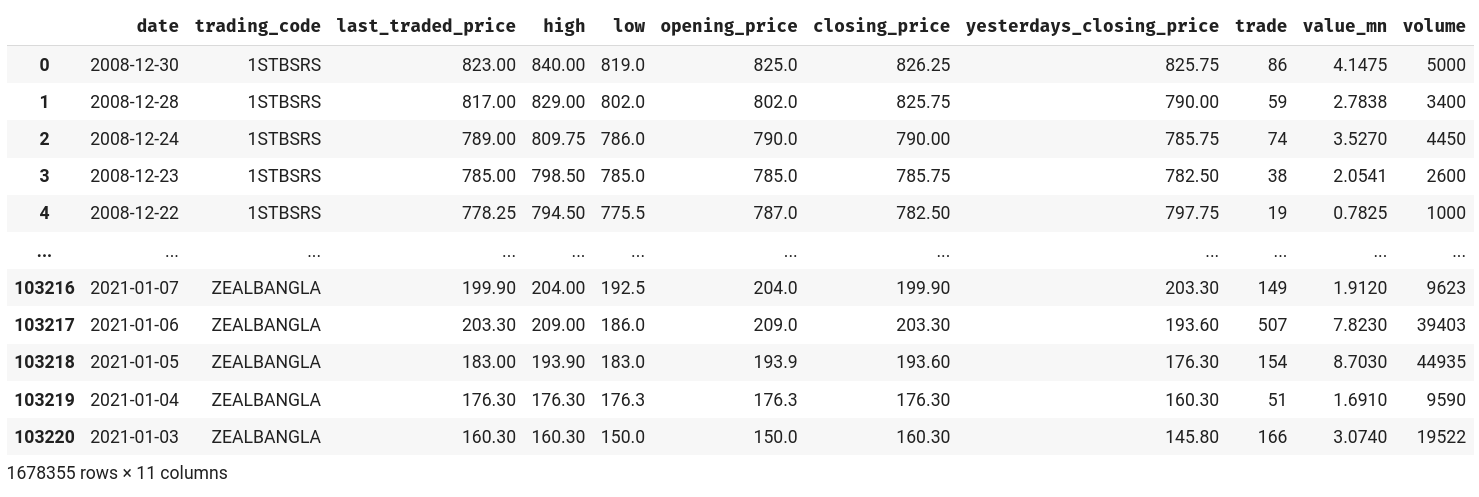 date trading_code last_traded_price high low opening_price closing_price yesterdays_closing_price trade value_mn volume
0 2008-12-30 1STBSRS 823.00 840.00 819.0 825.0 826.25 825.75 86 4.1475 5000
1 2008-12-28 1STBSRS 817.00 829.00 802.0 802.0 825.75 790.00 59 2.7838 3400
2 2008-12-24 1STBSRS 789.00 809.75 786.0 790.0 790.00 785.75 74 3.5270 4450
3 2008-12-23 1STBSRS 785.00 798.50 785.0 785.0 785.75 782.50 38 2.0541 2600
4 2008-12-22 1STBSRS 778.25 794.50 775.5 787.0 782.50 797.75 19 0.7825 1000
... ... ... ... ... ... ... ... ... ... ... ...
103216 2021-01-07 ZEALBANGLA 199.90 204.00 192.5 204.0 199.90 203.30 149 1.9120 9623
103217 2021-01-06 ZEALBANGLA 203.30 209.00 186.0 209.0 203.30 193.60 507 7.8230 39403
103218 2021-01-05 ZEALBANGLA 183.00 193.90 183.0 193.9 193.60 176.30 154 8.7030 44935
103219 2021-01-04 ZEALBANGLA 176.30 176.30 176.3 176.3 176.30 160.30 51 1.6910 9590
103220 2021-01-03 ZEALBANGLA 160.30 160.30 150.0 150.0 160.30 145.80 166 3.0740 19522
1678355 rows × 11 columns